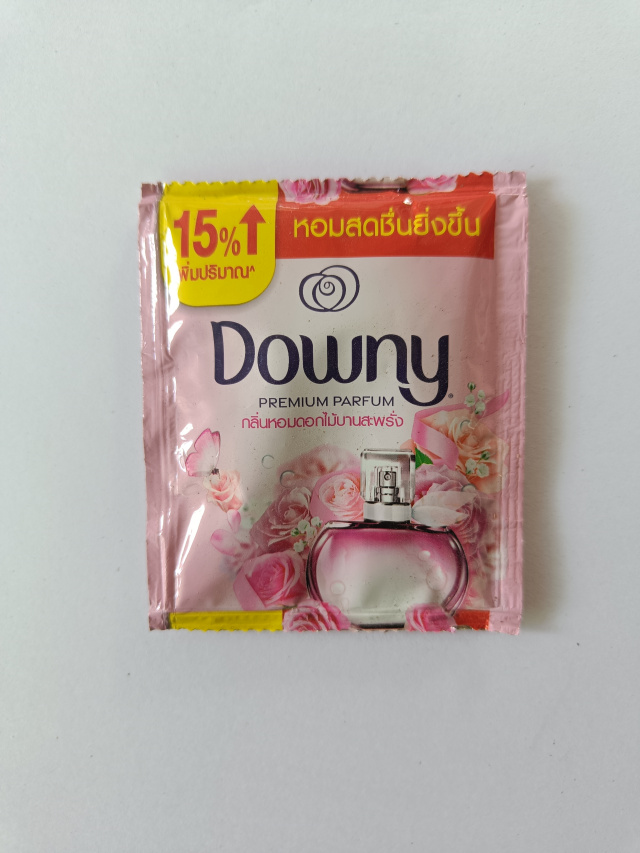 15%
เพิ่มปริมาณ^
หอมสดชื่นยิ่งขึ้น
Downy®
PREMIUM PARFUM
กลิ่นหอมดอกไม้บานสะพรั่ง